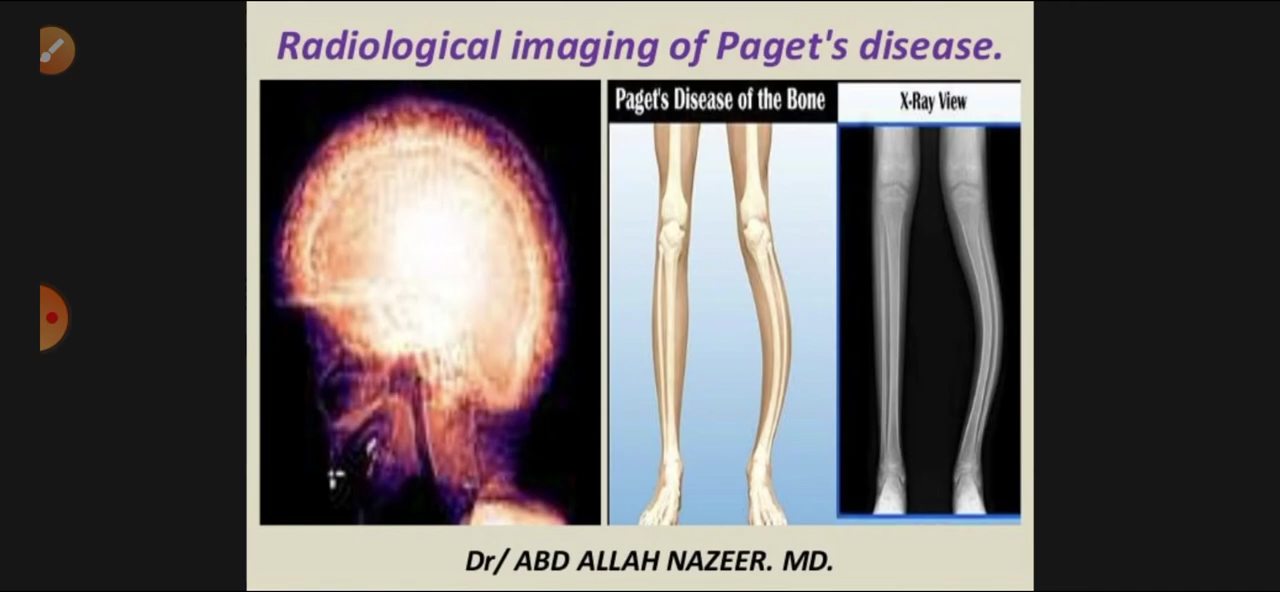 Radiological imaging of Paget's disease.
Paget's Disease of the Bone
X-Ray View
Dr/ ABD ALLAH NAZEER. MD.